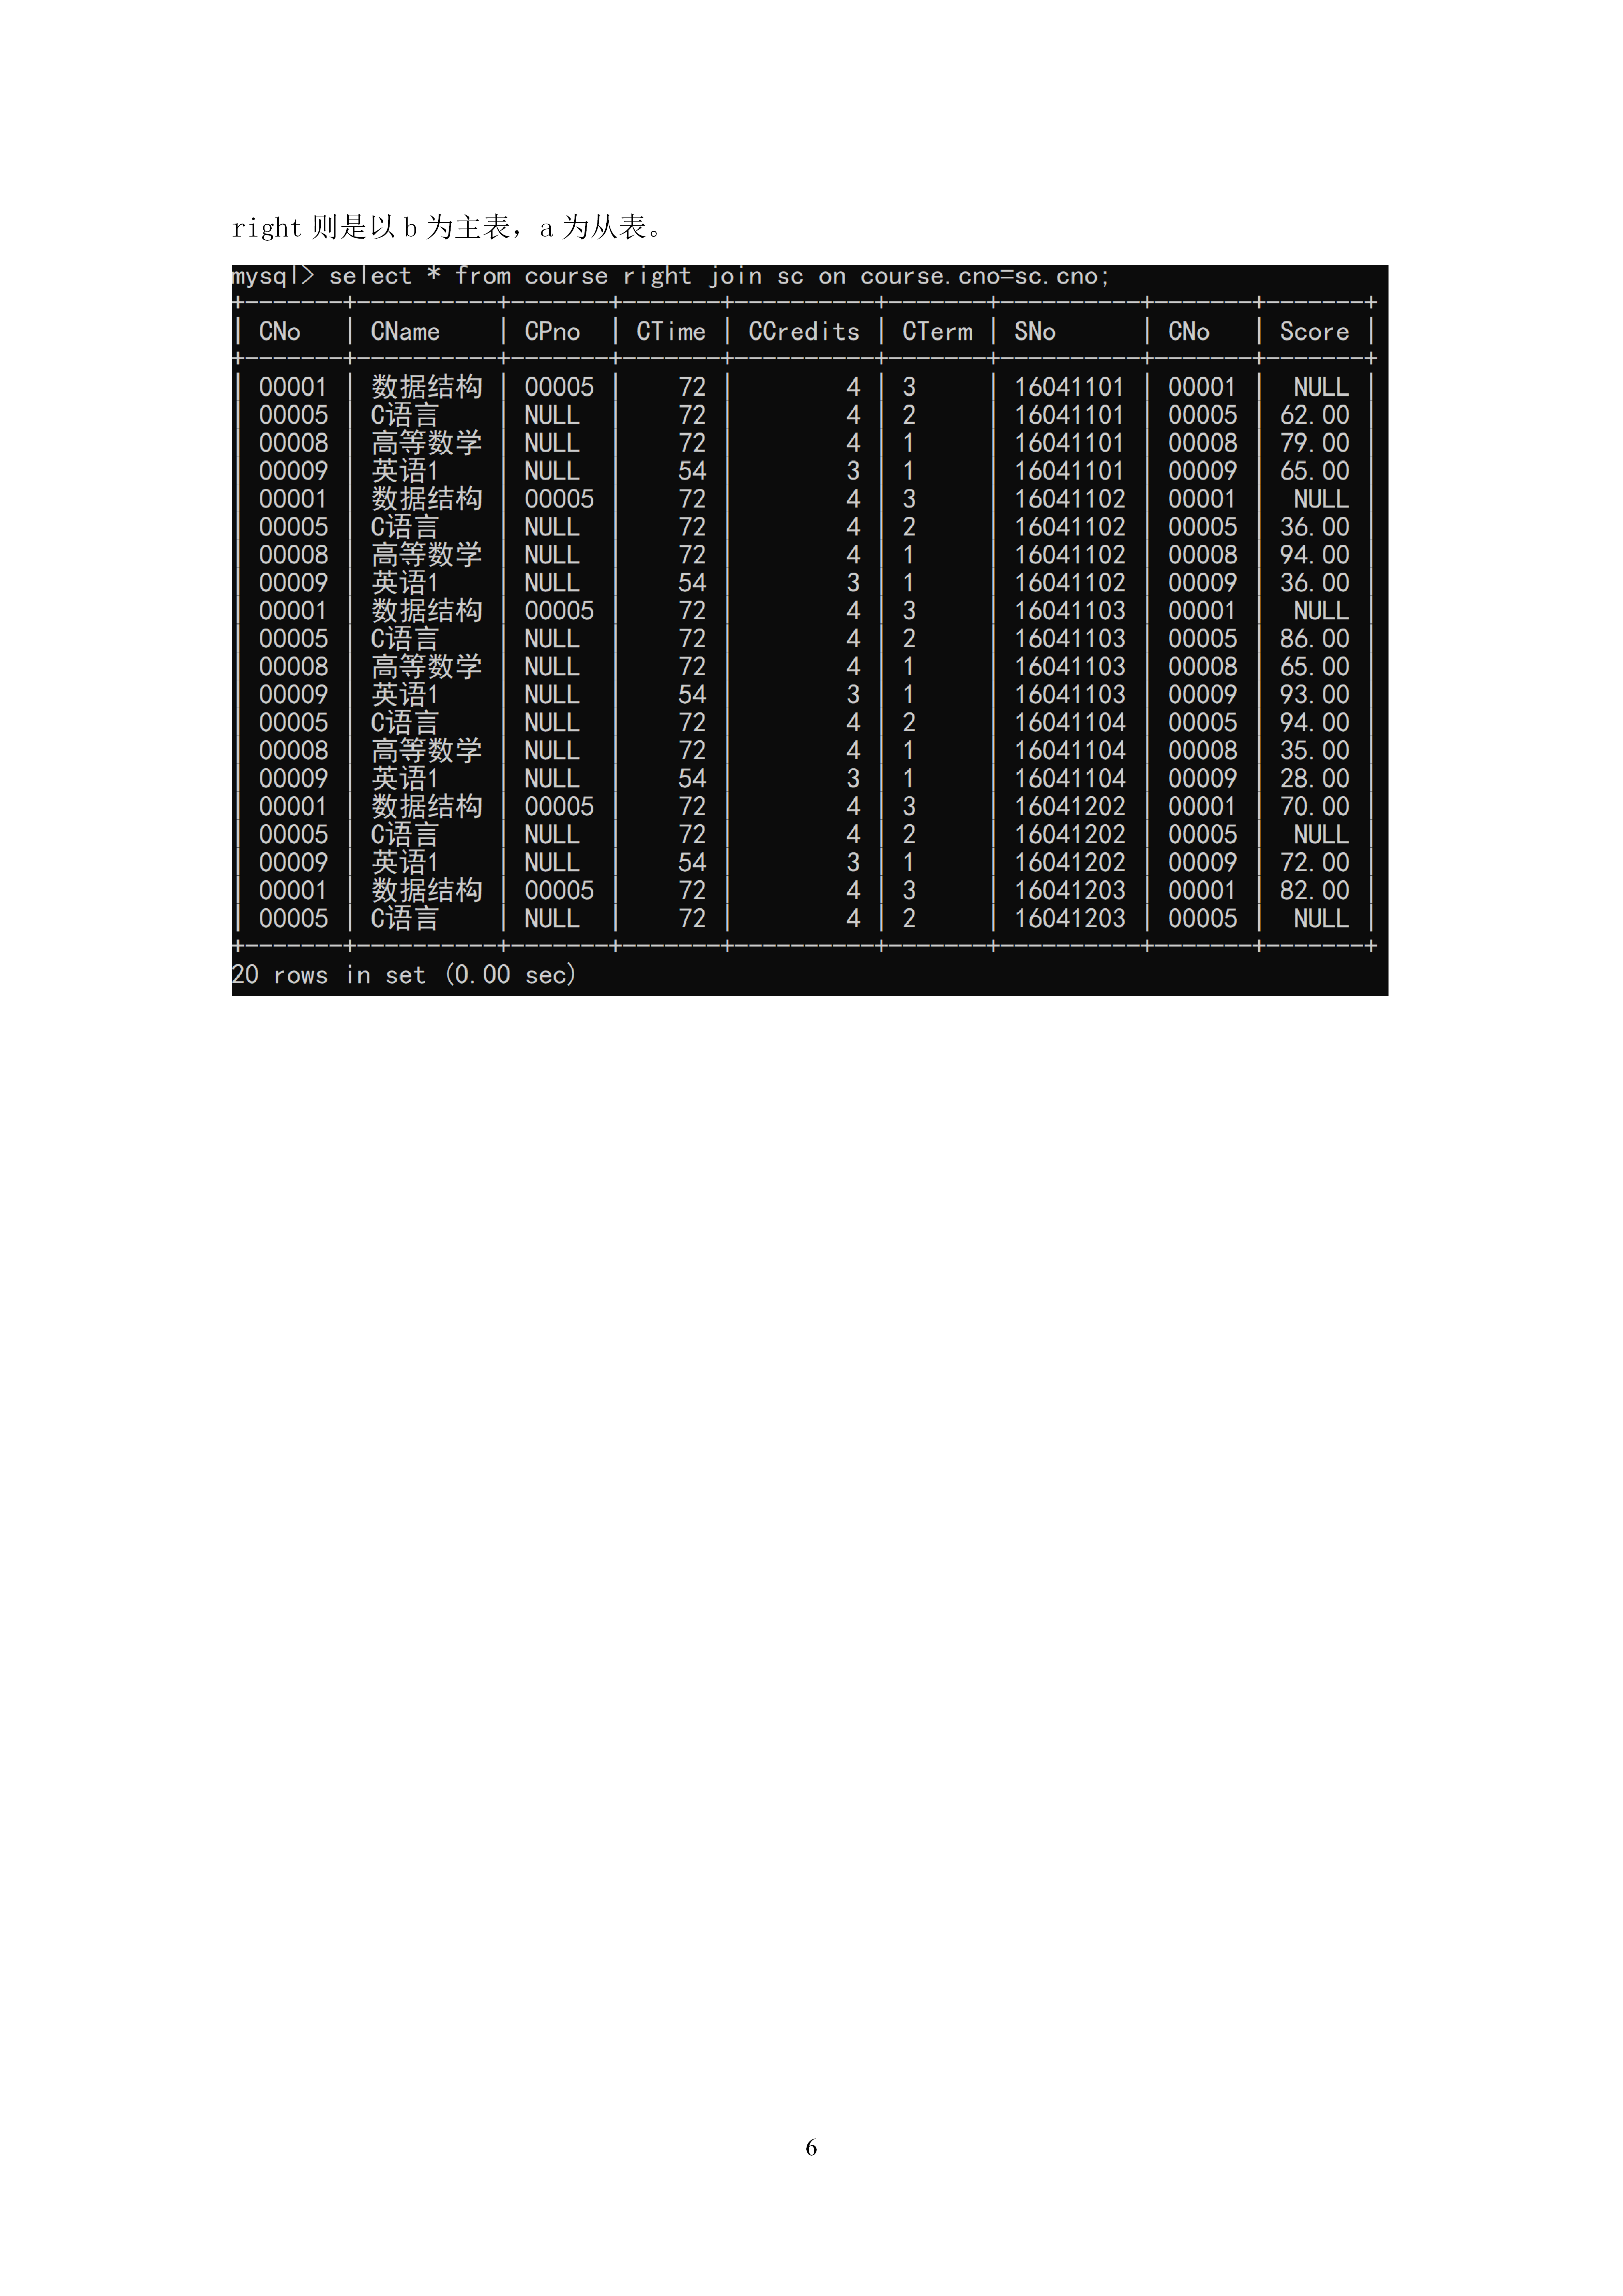 right 则是以 b 为主表，a 为从表。
mysql> select * from course right join sc on course.cno=sc.cno;
+-------+----------+-------+-------+----------+-------+----------+-------+-------+
| CNo   | CName    | CPno  | CTime | CCredits | CTerm | SNo      | CNo   | Score |
+-------+----------+-------+-------+----------+-------+----------+-------+-------+
| 00001 | 数据结构 | 00005 |    72 |        4 | 3     | 16041101 | 00001 |  NULL |
| 00005 | C语言    | NULL  |    72 |        4 | 2     | 16041101 | 00005 | 62.00 |
| 00008 | 高等数学 | NULL  |    72 |        4 | 1     | 16041101 | 00008 | 79.00 |
| 00009 | 英语1    | NULL  |    54 |        3 | 1     | 16041101 | 00009 | 65.00 |
| 00001 | 数据结构 | 00005 |    72 |        4 | 3     | 16041102 | 00001 |  NULL |
| 00005 | C语言    | NULL  |    72 |        4 | 2     | 16041102 | 00005 | 36.00 |
| 00008 | 高等数学 | NULL  |    72 |        4 | 1     | 16041102 | 00008 | 94.00 |
| 00009 | 英语1    | NULL  |    54 |        3 | 1     | 16041102 | 00009 | 36.00 |
| 00001 | 数据结构 | 00005 |    72 |        4 | 3     | 16041103 | 00001 |  NULL |
| 00005 | C语言    | NULL  |    72 |        4 | 2     | 16041103 | 00005 | 86.00 |
| 00008 | 高等数学 | NULL  |    72 |        4 | 1     | 16041103 | 00008 | 65.00 |
| 00009 | 英语1    | NULL  |    54 |        3 | 1     | 16041103 | 00009 | 93.00 |
| 00005 | C语言    | NULL  |    72 |        4 | 2     | 16041104 | 00005 | 94.00 |
| 00008 | 高等数学 | NULL  |    72 |        4 | 1     | 16041104 | 00008 | 35.00 |
| 00009 | 英语1    | NULL  |    54 |        3 | 1     | 16041104 | 00009 | 28.00 |
| 00001 | 数据结构 | 00005 |    72 |        4 | 3     | 16041202 | 00001 | 70.00 |
| 00005 | C语言    | NULL  |    72 |        4 | 2     | 16041202 | 00005 |  NULL |
| 00009 | 英语1    | NULL  |    54 |        3 | 1     | 16041202 | 00009 | 72.00 |
| 00001 | 数据结构 | 00005 |    72 |        4 | 3     | 16041203 | 00001 | 82.00 |
| 00005 | C语言    | NULL  |    72 |        4 | 2     | 16041203 | 00005 |  NULL |
+-------+----------+-------+-------+----------+-------+----------+-------+-------+
20 rows in set (0.00 sec)
6